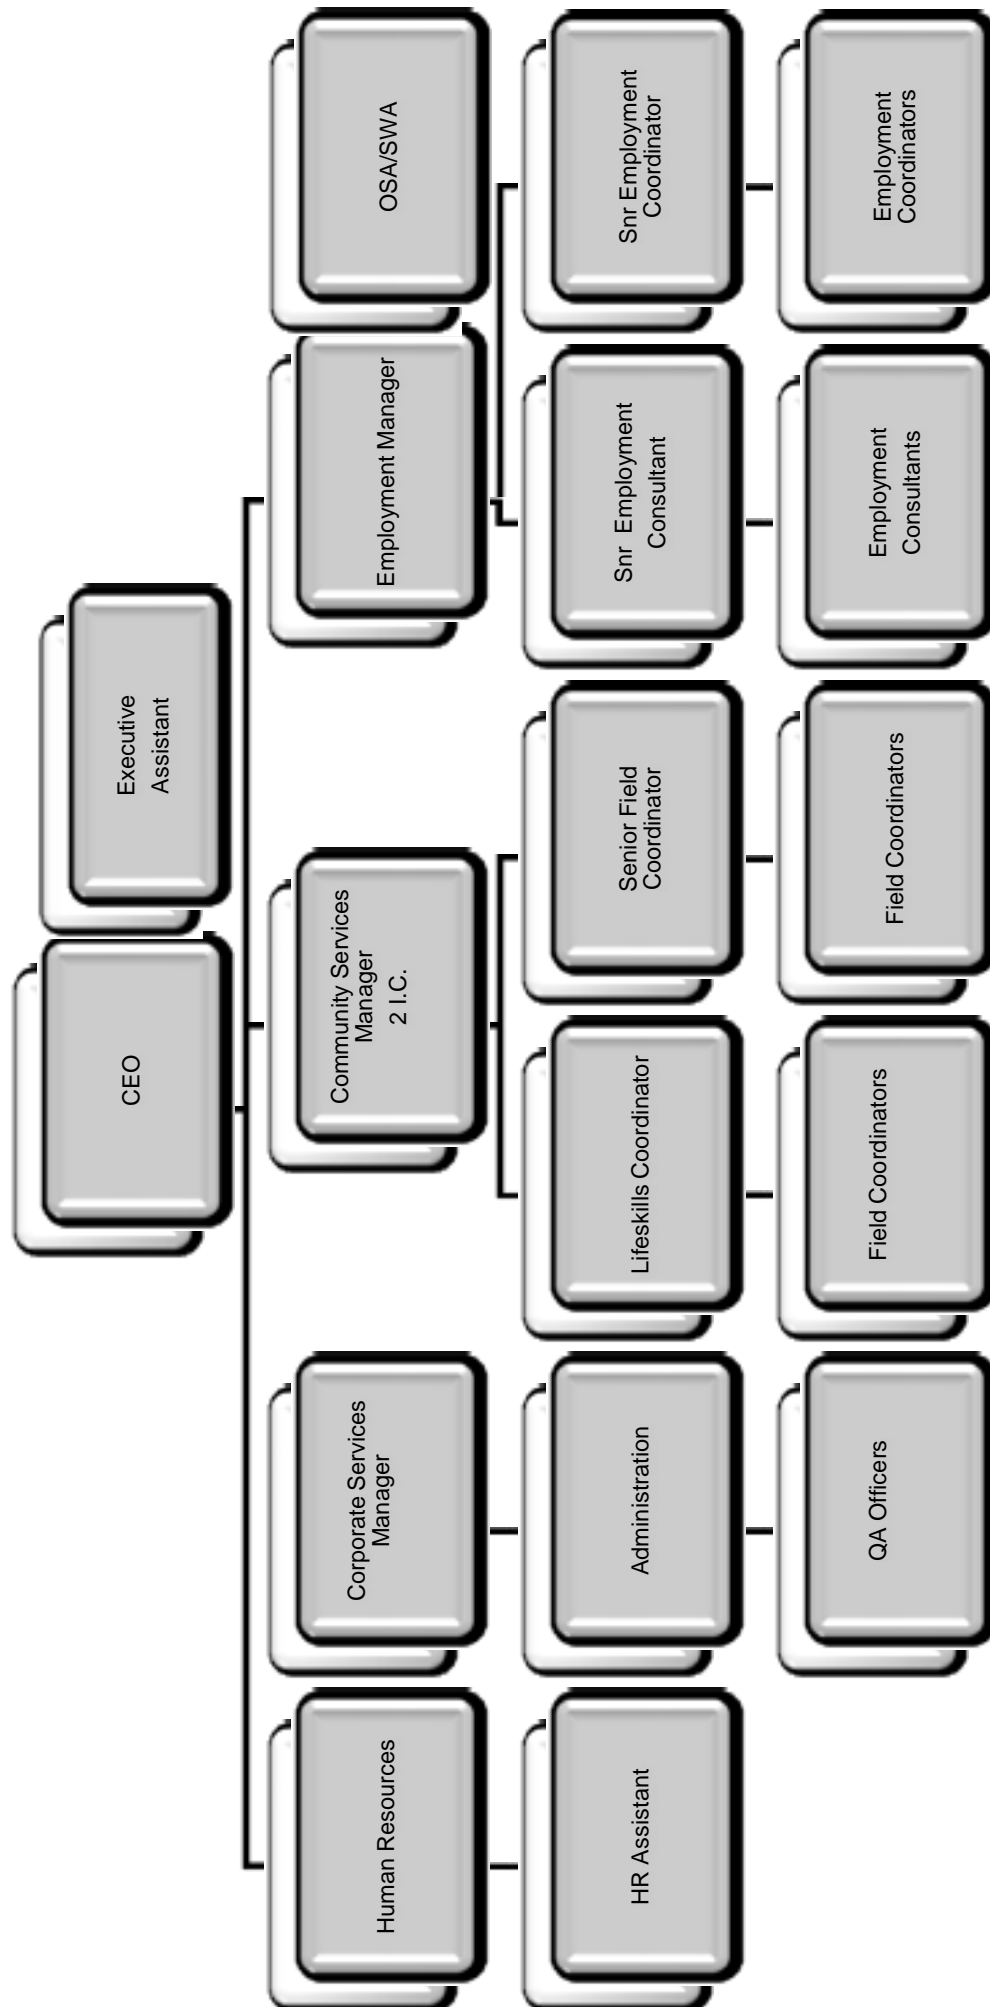 CEO
Executive
Assistant
Human Resources
Corporate Services
Manager
Community Services
Manager
2 I.C.
Employment Manager
OSA/SWA
HR Assistant
Administration
Lifeskills Coordinator
Senior Field
Coordinator
Snr Employment
Consultant
Snr Employment
Coordinator
QA Officers
Field Coordinators
Field Coordinators
Employment
Consultants
Employment
Coordinators